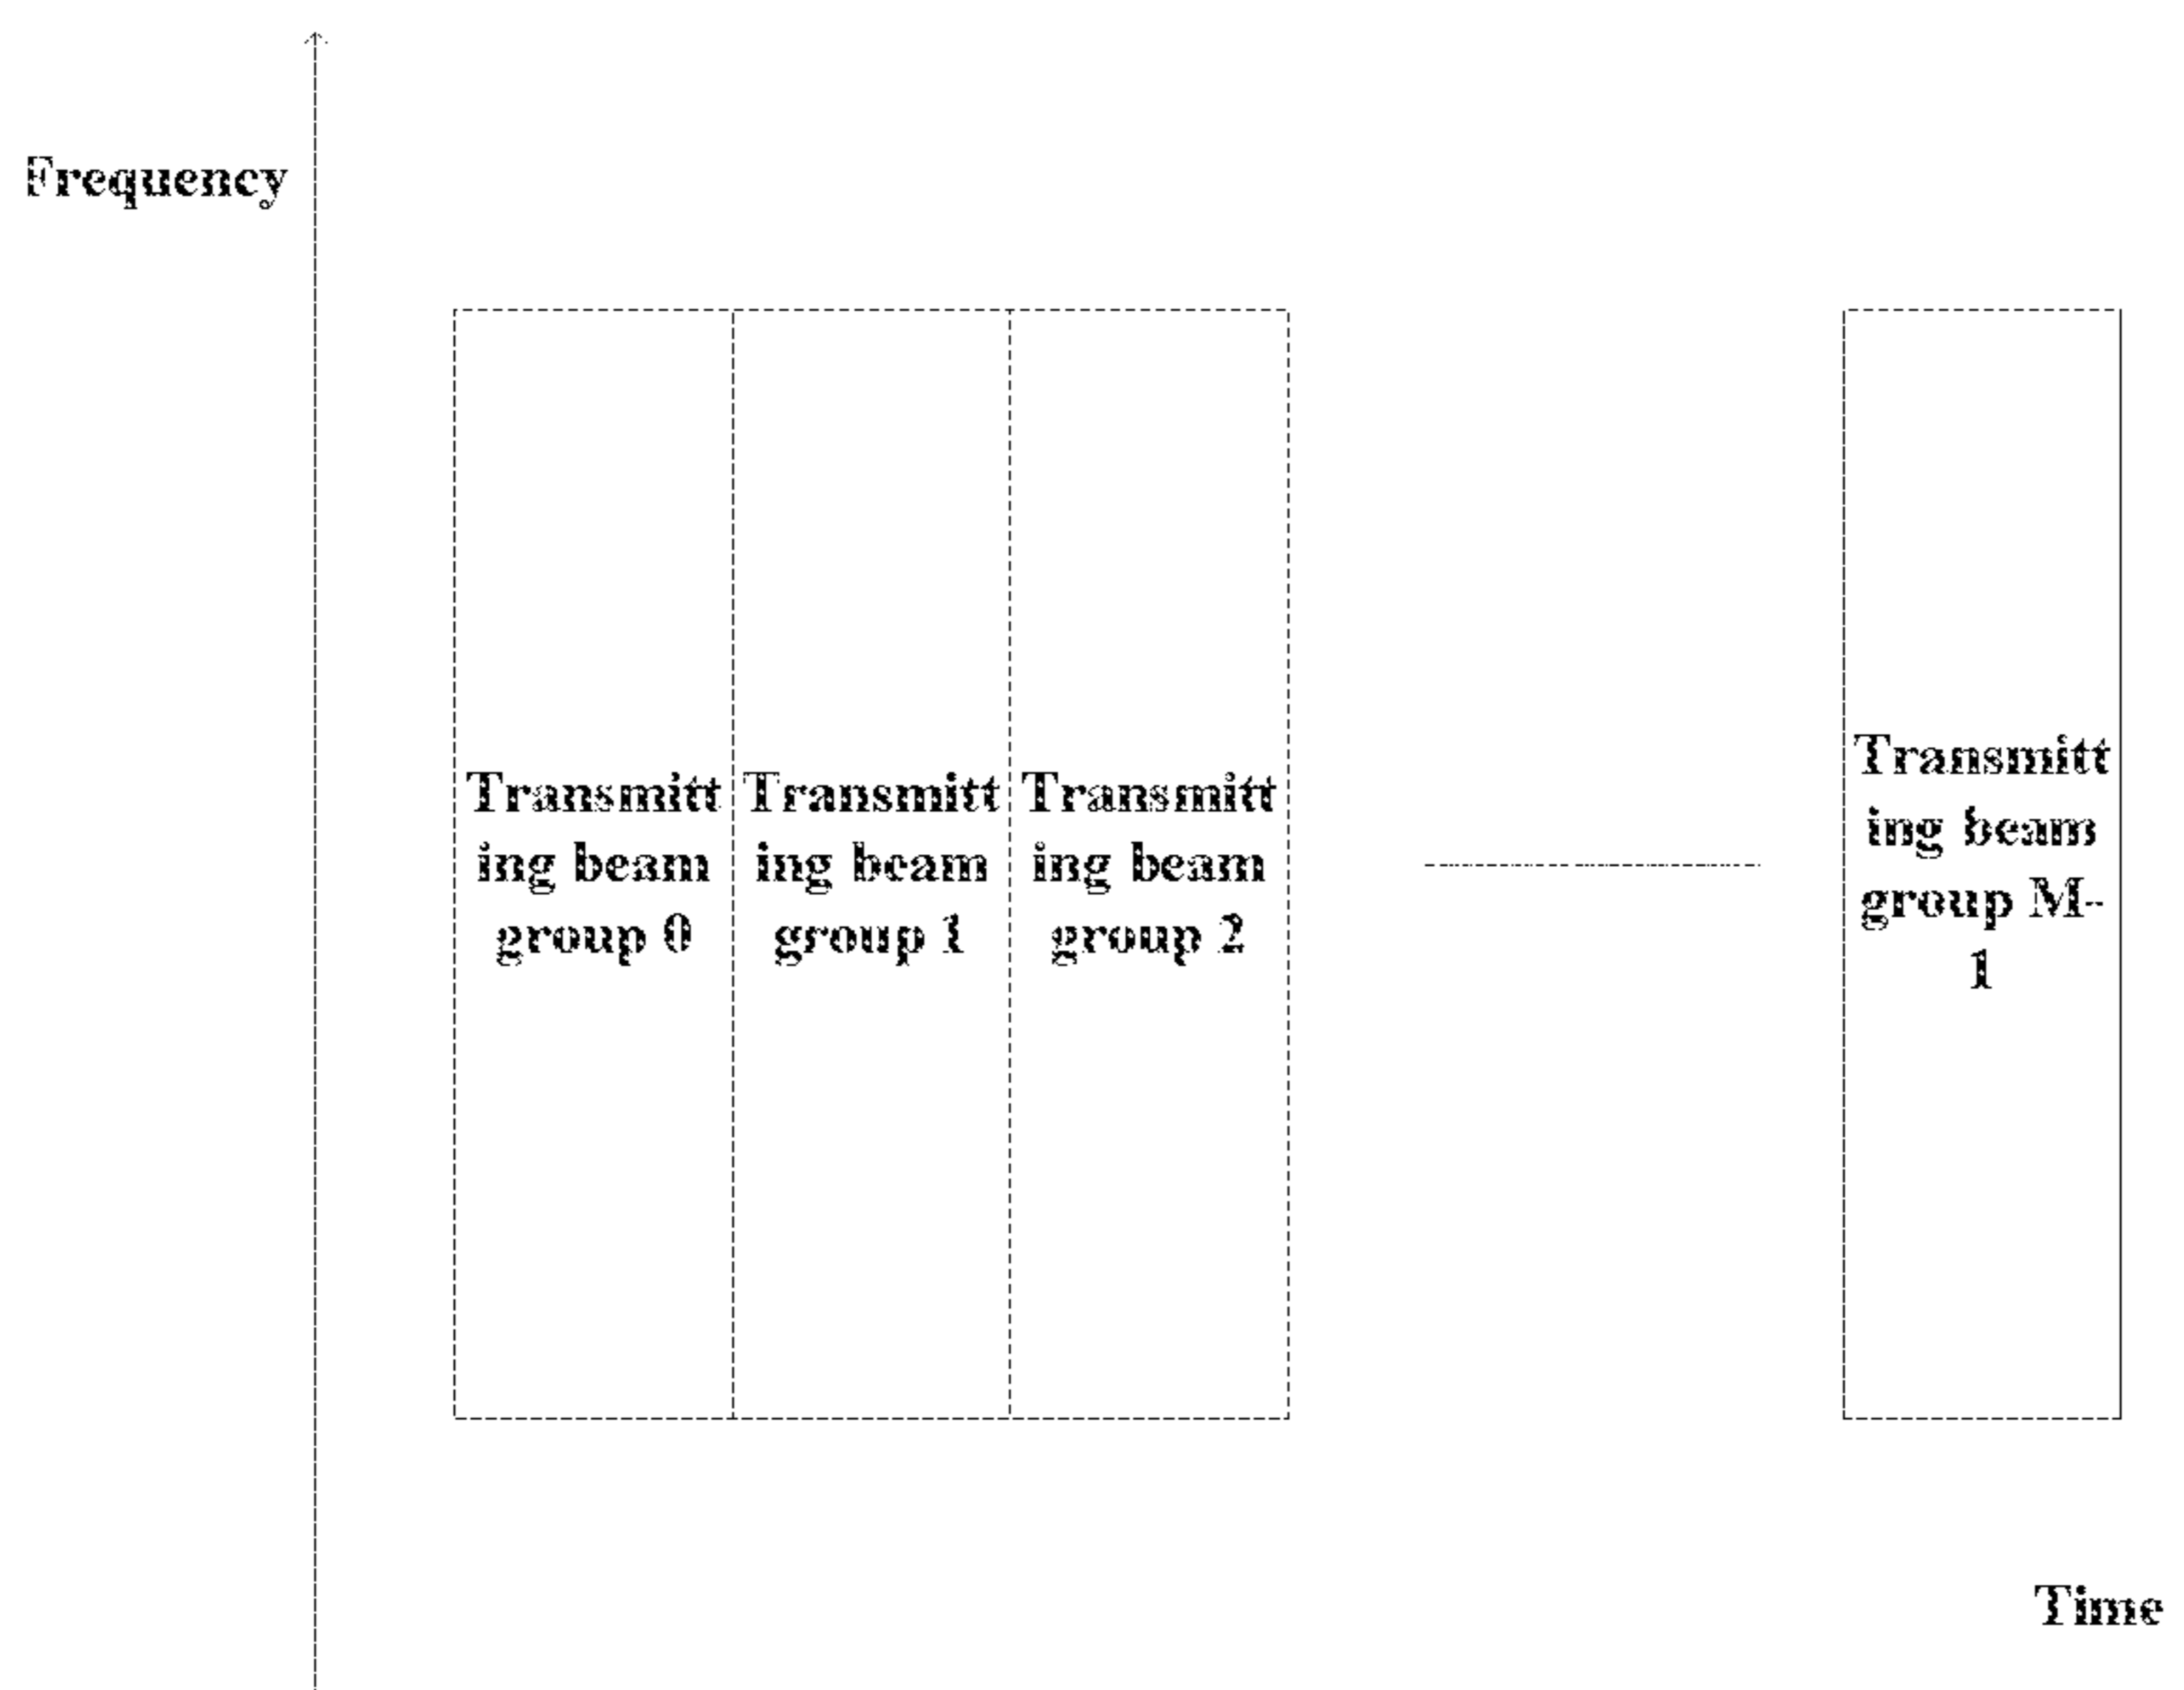 Frequency
Transmitt
ing beam
group 0
Transmitt
ing beam
group 1
Transmitt
ing beam
group 2
Transmitt
ing beam
group M-
1
Time